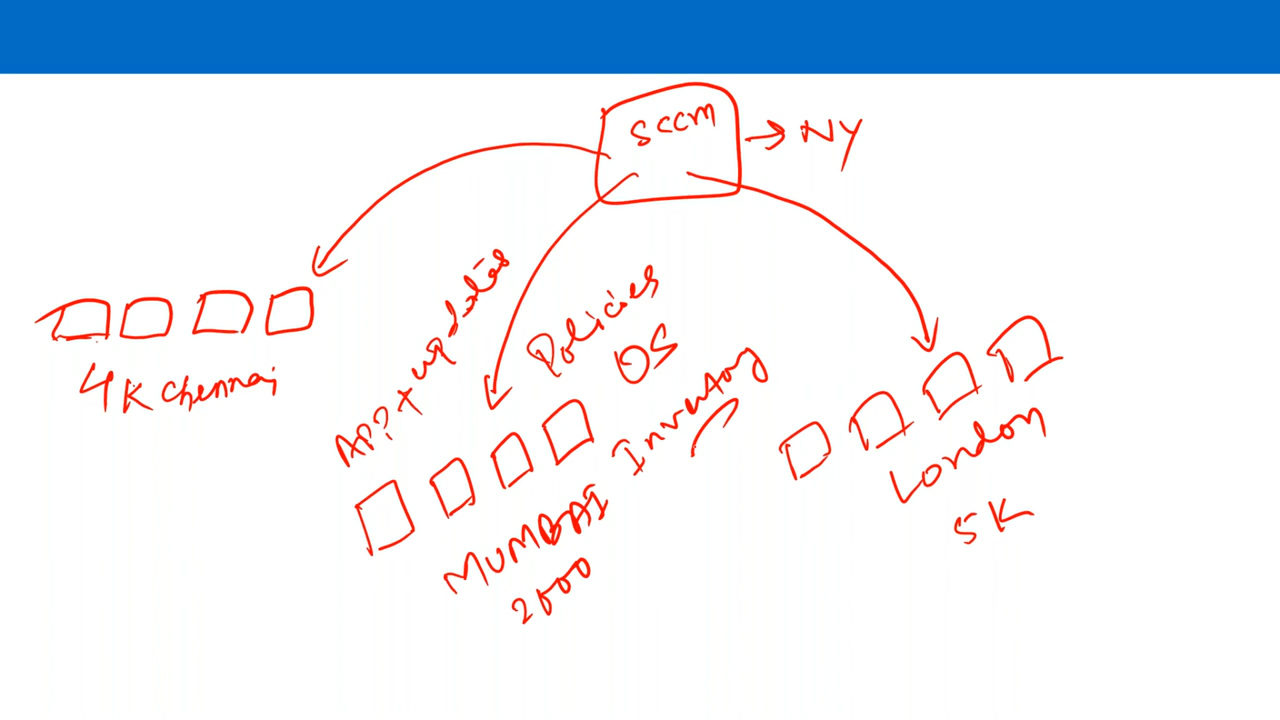 SCCM
→ NY
4K Chennai
APP + updates
Policies
OS
Inventory
MUMBAI
2000
London
5K